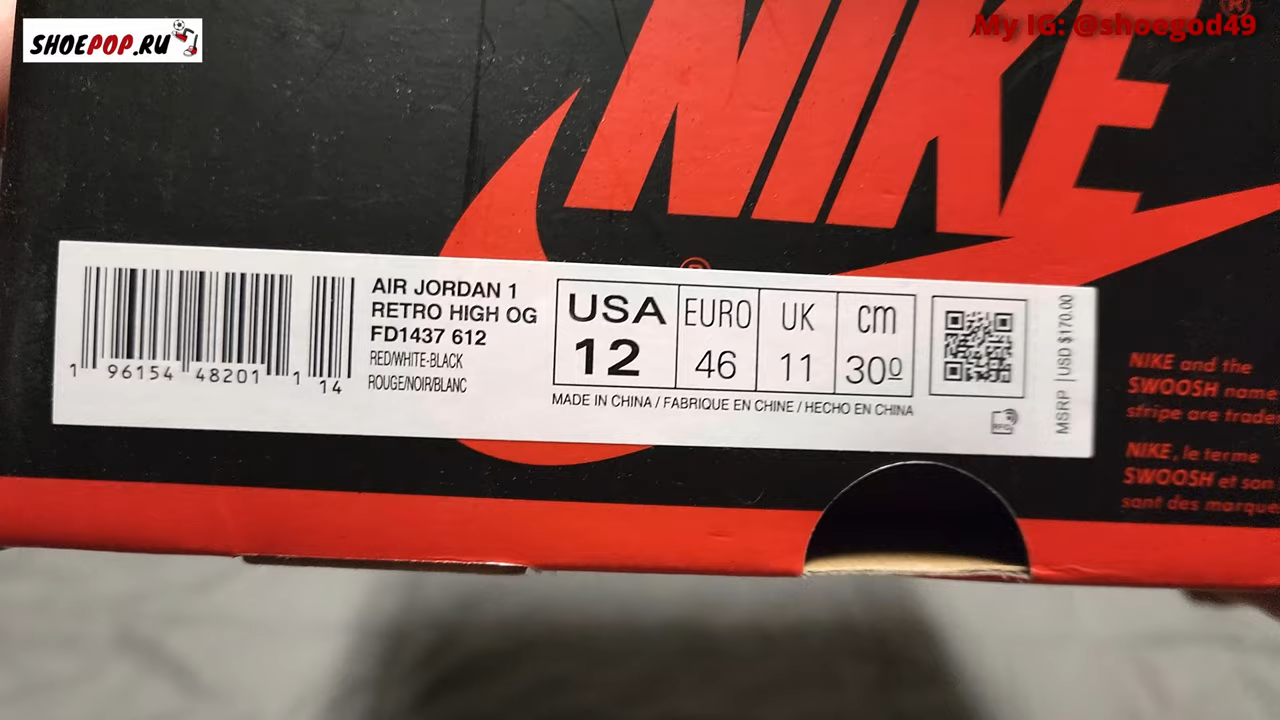 SHOEPOP.RU
My IG: @shoegod49
NIKE
®
AIR JORDAN 1
RETRO HIGH OG
FD1437 612
RED/WHITE-BLACK
ROUGE/NOIR/BLANC
1 96154 48201 1 14
USA EURO UK cm
12 46 11 30º
MADE IN CHINA / FABRIQUE EN CHINE / HECHO EN CHINA
RFID
MSRP | USD $170.00
NIKE and the
SWOOSH name
stripe are trade
NIKE, le terme
SWOOSH et son
sont des marque